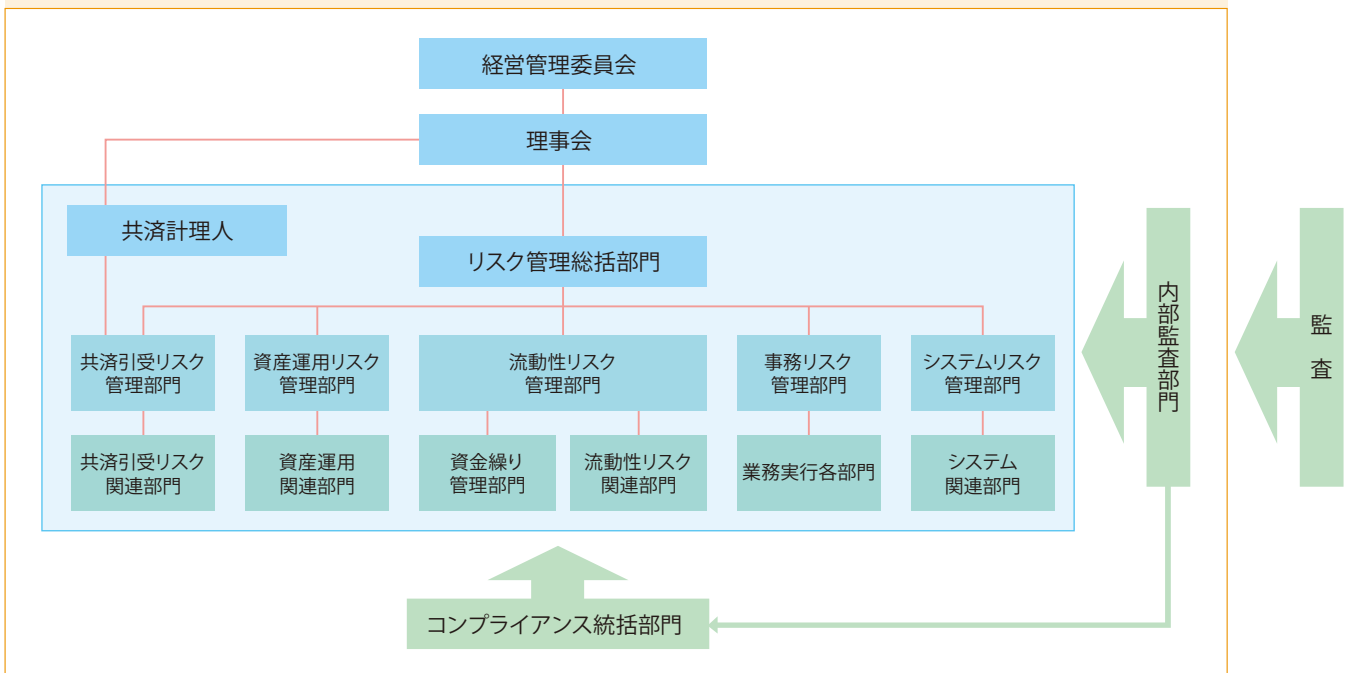 経営管理委員会
理事会
共済計理人
リスク管理総括部門
共済引受リスク
管理部門
資産運用リスク
管理部門
流動性リスク
管理部門
事務リスク
管理部門
システムリスク
管理部門
共済引受リスク
関連部門
資産運用
関連部門
資金繰り
管理部門
流動性リスク
関連部門
業務実行各部門
システム
関連部門
コンプライアンス統括部門
内部監査部門
監査